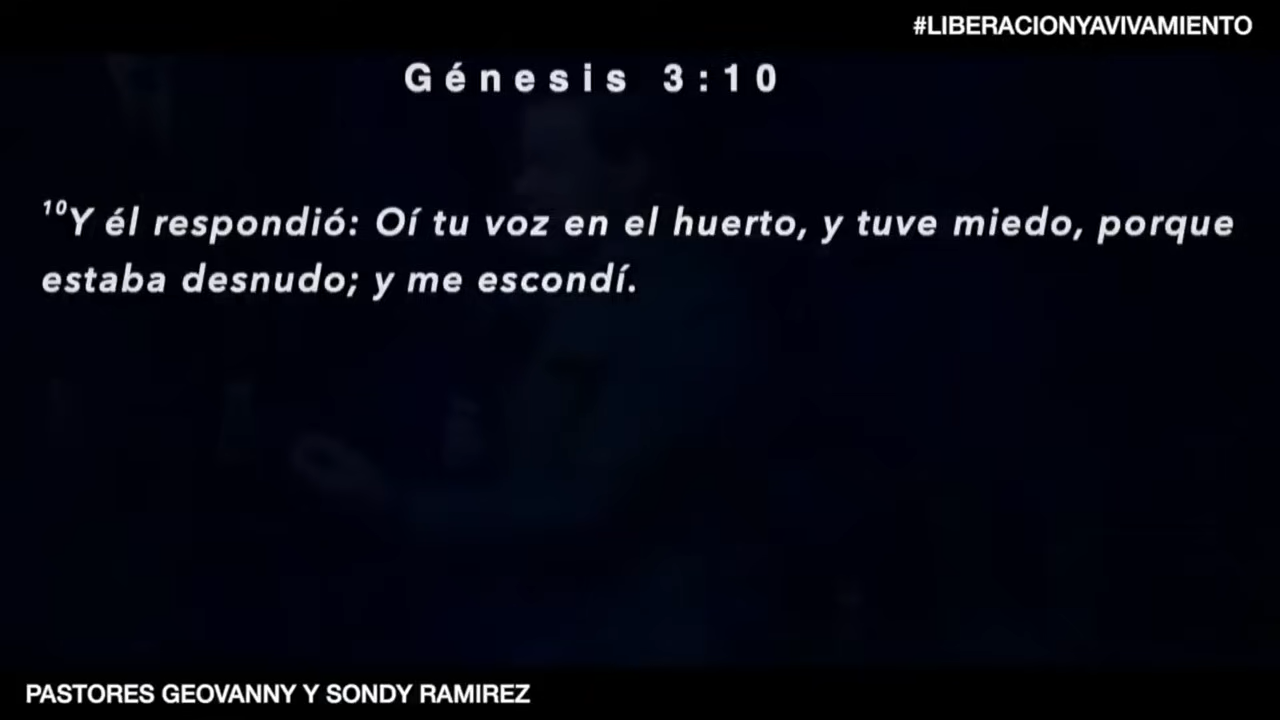 #LIBERACIONYAVIVAMIENTO
Génesis 3:10
¹⁰Y él respondió: Oí tu voz en el huerto, y tuve miedo, porque
estaba desnudo; y me escondí.
PASTORES GEOVANNY Y SONDY RAMIREZ